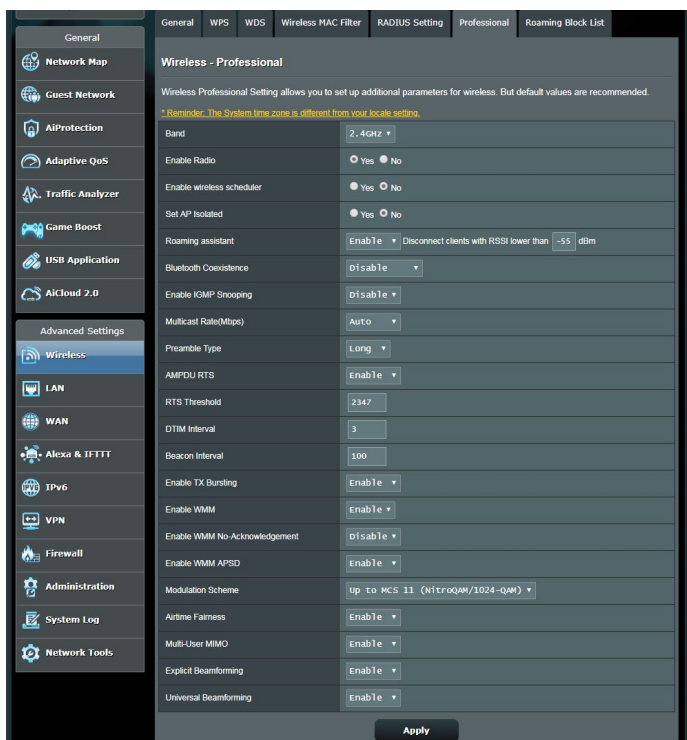 General
Network Map
Guest Network
AiProtection
Adaptive QoS
Traffic Analyzer
Game Boost
USB Application
AiCloud 2.0
Advanced Settings
Wireless
LAN
WAN
Alexa & IFTTT
IPv6
VPN
Firewall
Administration
System Log
Network Tools
General WPS WDS Wireless MAC Filter RADIUS Setting Professional Roaming Block List
Wireless - Professional
Wireless Professional Setting allows you to set up additional parameters for wireless. But default values are recommended.
* Reminder: The System time zone is different from your locale setting.
Band 2.4GHz
Enable Radio Yes No
Enable wireless scheduler Yes No
Set AP Isolated Yes No
Roaming assistant Enable Disconnect clients with RSSI lower than -55 dBm
Bluetooth Coexistence Disable
Enable IGMP Snooping Disable
Multicast Rate(Mbps) Auto
Preamble Type Long
AMPDU RTS Enable
RTS Threshold 2347
DTIM Interval 3
Beacon Interval 100
Enable TX Bursting Enable
Enable WMM Enable
Enable WMM No-Acknowledgement Disable
Enable WMM APSD Enable
Modulation Scheme Up to MCS 11 (NitroQAM/1024-QAM)
Airtime Fairness Enable
Multi-User MIMO Enable
Explicit Beamforming Enable
Universal Beamforming Enable
Apply